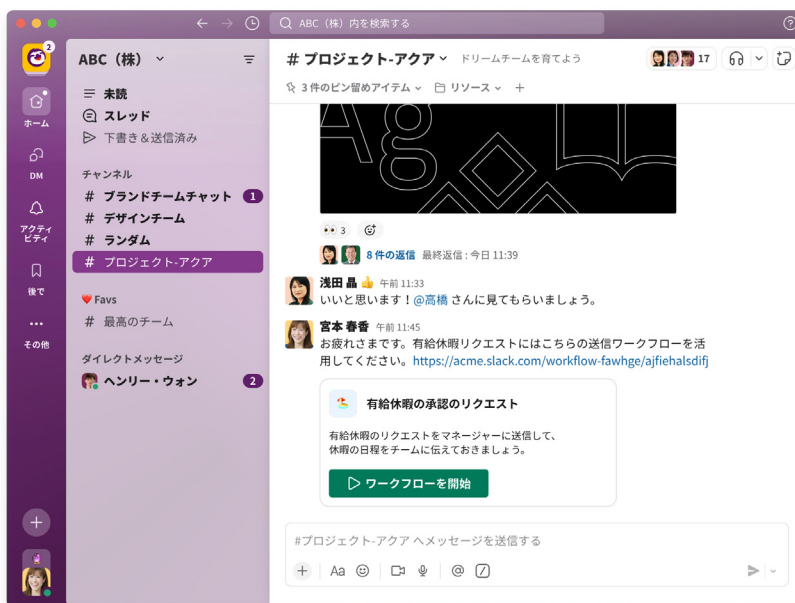 ABC（株）内を検索する
2
ABC（株）
# プロジェクト-アクア
ドリームチームを育てよう
17
3 件のピン留めアイテム
リソース
ホーム
DM
アクティ
ビティ
後で
その他
未読
スレッド
下書き＆送信済み
チャンネル
# ブランドチームチャット 1
# デザインチーム
# ランダム
# プロジェクト-アクア
Favs
# 最高のチーム
ダイレクトメッセージ
ヘンリー・ウォン 2
Ag
3
8 件の返信 最終返信：今日 11:39
浅田 晶 午前 11:33
いいと思います！@高橋 さんに見てもらいましょう。
宮本 春香 午前 11:45
お疲れさまです。有給休暇リクエストにはこちらの送信ワークフローを活
用してください。https://acme.slack.com/workflow-fawhge/ajfiehalsdifj
有給休暇の承認のリクエスト
有給休暇のリクエストをマネージャーに送信して、
休暇の日程をチームに伝えておきましょう。
ワークフローを開始
#プロジェクト-アクア へメッセージを送信する
Aa @